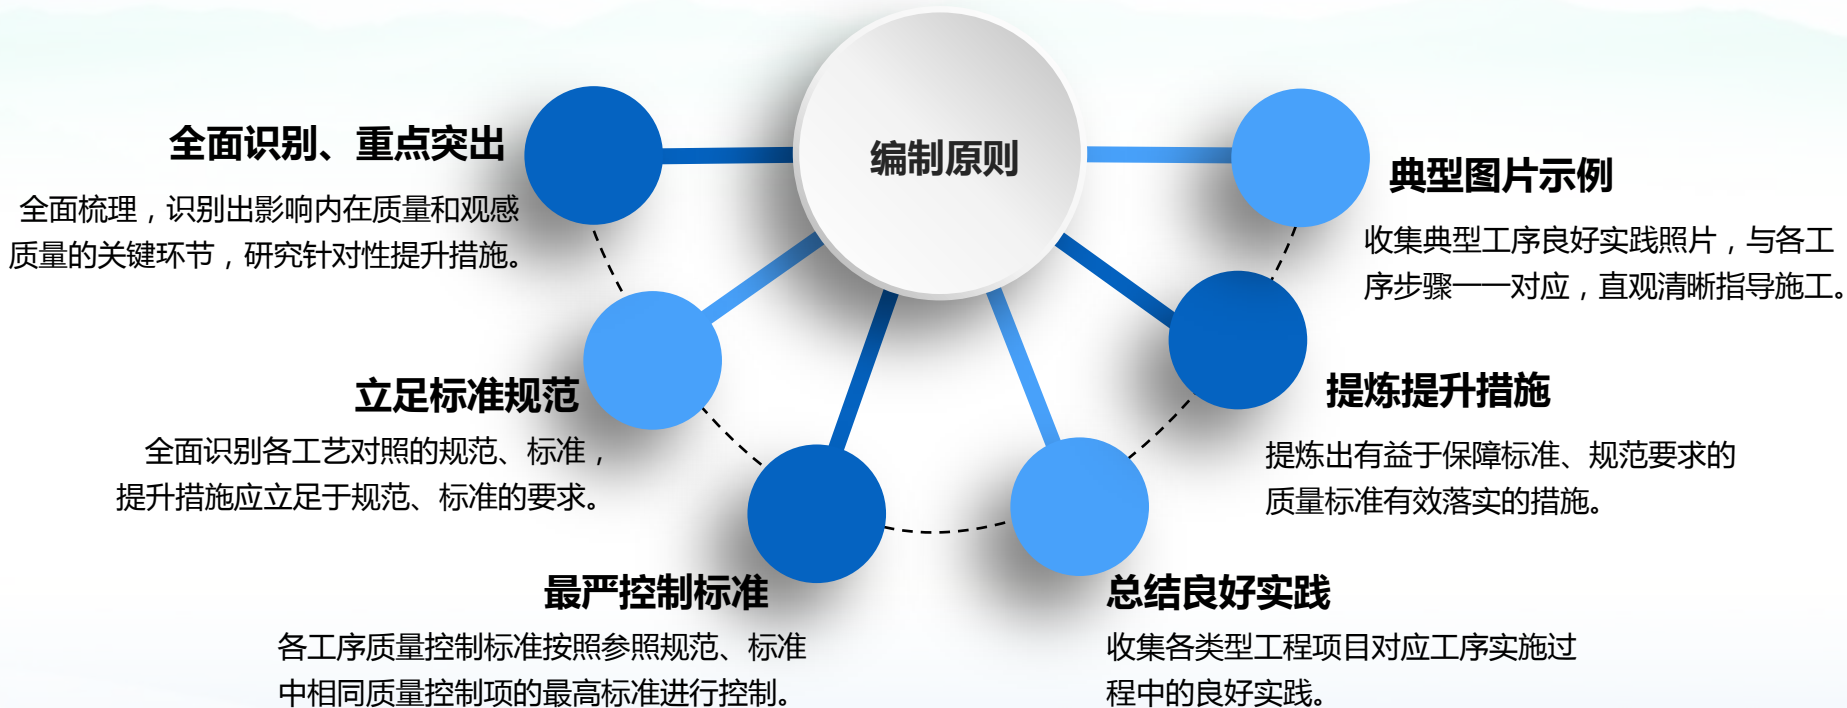 编制原则
全面识别、重点突出
全面梳理，识别出影响内在质量和观感
质量的关键环节，研究针对性提升措施。
立足标准规范
全面识别各工艺对照的规范、标准，
提升措施应立足于规范、标准的要求。
最严控制标准
各工序质量控制标准按照参照规范、标准
中相同质量控制项的最高标准进行控制。
总结良好实践
收集各类型工程项目对应工序实施过
程中的良好实践。
提炼提升措施
提炼出有益于保障标准、规范要求的
质量标准有效落实的措施。
典型图片示例
收集典型工序良好实践照片，与各工
序步骤一一对应，直观清晰指导施工。